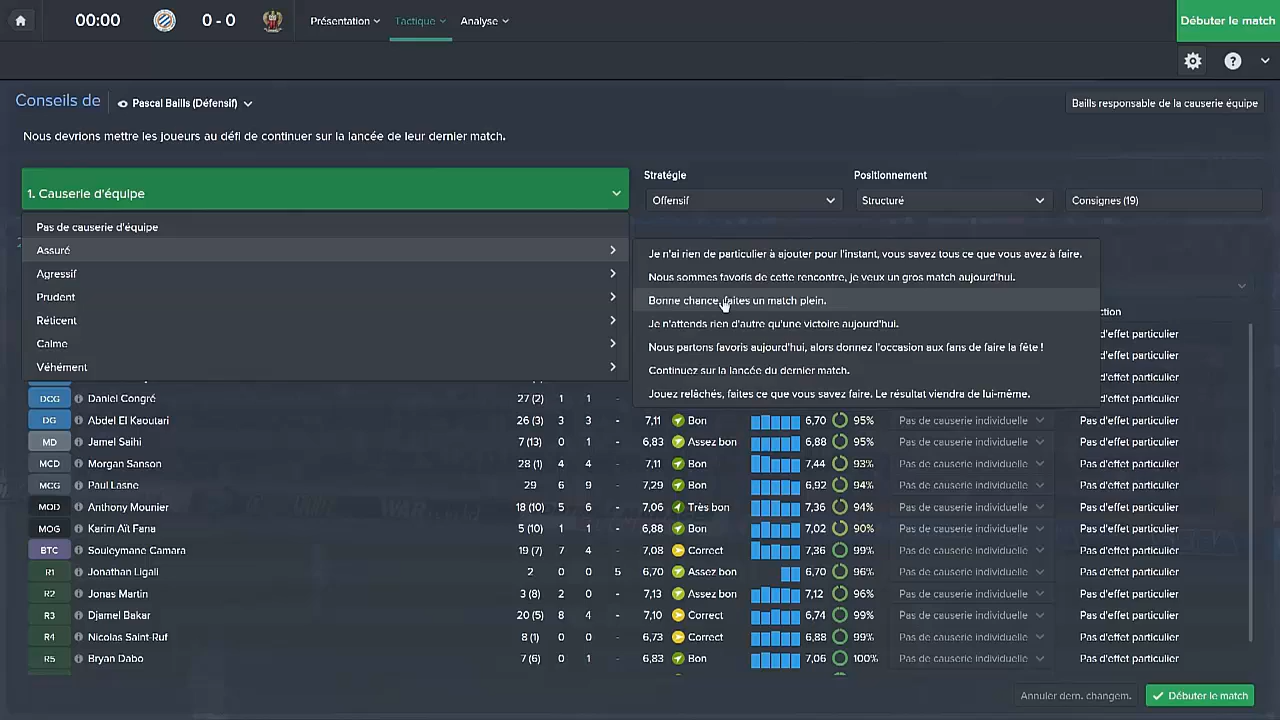 00:00 0 - 0 Présentation Tactique Analyse Débuter le match
Conseils de Pascal Baills (Défensif) Baills responsable de la causerie équipe
Nous devrions mettre les joueurs au défi de continuer sur la lancée de leur dernier match.
1. Causerie d'équipe
Stratégie Positionnement
Offensif Structuré Consignes (19)
Pas de causerie d'équipe
Assuré
Agressif
Prudent
Réticent
Calme
Véhément
Je n'ai rien de particulier à ajouter pour l'instant, vous savez tous ce que vous avez à faire.
Nous sommes favoris de cette rencontre, je veux un gros match aujourd'hui.
Bonne chance, faites un match plein.
Je n'attends rien d'autre qu'une victoire aujourd'hui.
Nous partons favoris aujourd'hui, alors donnez l'occasion aux fans de faire la fête !
Continuez sur la lancée du dernier match.
Jouez relâchés, faites ce que vous savez faire. Le résultat viendra de lui-même.
ction
d'effet particulier
d'effet particulier
d'effet particulier
DCG Daniel Congré 27 (2) 1 1 - d'effet particulier
DG Abdel El Kaoutari 26 (3) 3 3 - 7,11 Bon 6,70 95% Pas de causerie individuelle Pas d'effet particulier
MD Jamel Saihi 7 (13) 0 1 - 6,83 Assez bon 6,88 95% Pas de causerie individuelle Pas d'effet particulier
MCD Morgan Sanson 28 (1) 4 4 - 7,11 Bon 7,44 93% Pas de causerie individuelle Pas d'effet particulier
MCG Paul Lasne 29 6 9 - 7,29 Bon 6,92 94% Pas de causerie individuelle Pas d'effet particulier
MOD Anthony Mounier 18 (10) 5 6 - 7,06 Très bon 7,36 94% Pas de causerie individuelle Pas d'effet particulier
MOG Karim Aït Fana 5 (10) 1 1 - 6,88 Bon 7,02 90% Pas de causerie individuelle Pas d'effet particulier
BTC Souleymane Camara 19 (7) 7 4 - 7,08 Correct 7,36 99% Pas de causerie individuelle Pas d'effet particulier
R1 Jonathan Ligali 2 0 0 5 6,70 Assez bon 6,70 96% Pas de causerie individuelle Pas d'effet particulier
R2 Jonas Martin 3 (8) 2 0 - 7,13 Assez bon 7,12 96% Pas de causerie individuelle Pas d'effet particulier
R3 Djamel Bakar 20 (5) 8 4 - 7,10 Correct 6,74 99% Pas de causerie individuelle Pas d'effet particulier
R4 Nicolas Saint-Ruf 8 (1) 0 0 - 6,73 Correct 6,88 99% Pas de causerie individuelle Pas d'effet particulier
R5 Bryan Dabo 7 (6) 0 1 - 6,83 Bon 7,06 100% Pas de causerie individuelle Pas d'effet particulier
Annuler dern. changem. Débuter le match